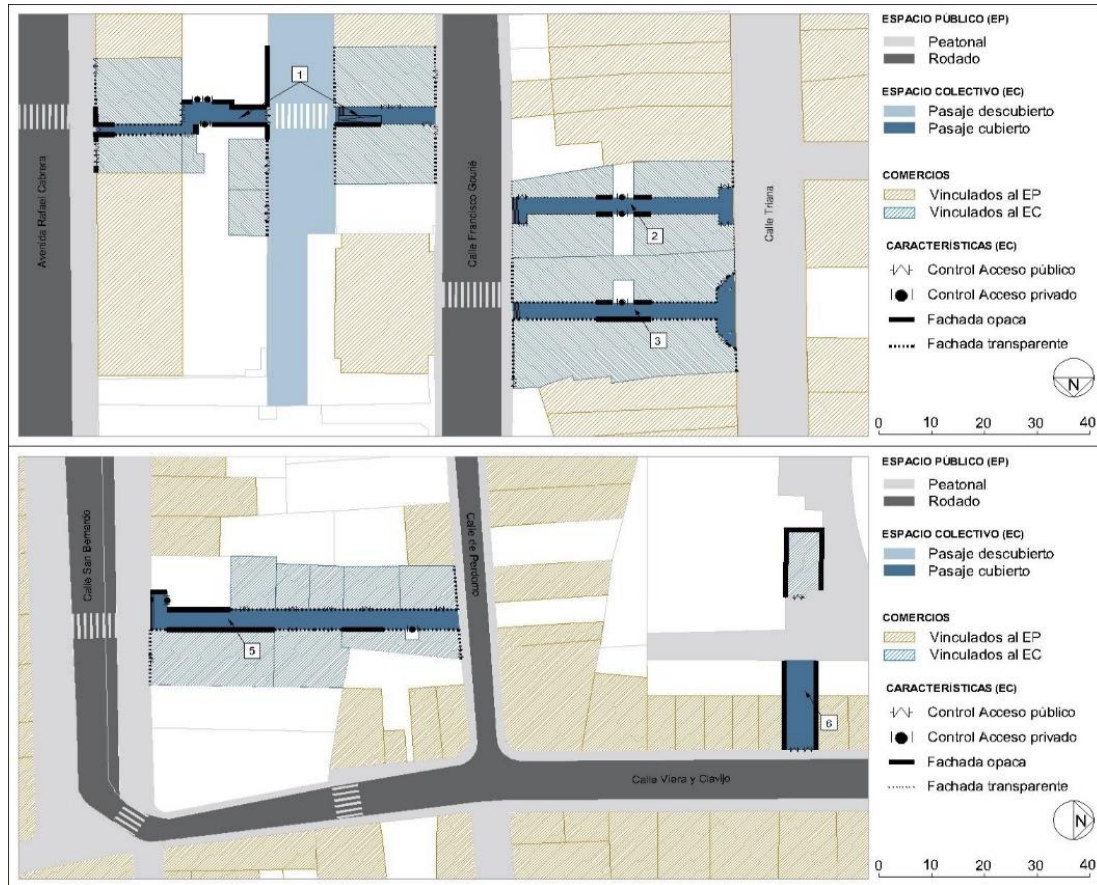 Avenida Rafael Cabrera
1
Calle Francisco Gourié
2
3
Calle Triana
ESPACIO PÚBLICO (EP)
Peatonal
Rodado
ESPACIO COLECTIVO (EC)
Pasaje descubierto
Pasaje cubierto
COMERCIOS
Vinculados al EP
Vinculados al EC
CARACTERÍSTICAS (EC)
Control Acceso público
Control Acceso privado
Fachada opaca
Fachada transparente
N
0 10 20 30 40
Calle San Bernardo
5
Calle de Perdomo
6
Calle Viera y Clavijo
ESPACIO PÚBLICO (EP)
Peatonal
Rodado
ESPACIO COLECTIVO (EC)
Pasaje descubierto
Pasaje cubierto
COMERCIOS
Vinculados al EP
Vinculados al EC
CARACTERÍSTICAS (EC)
Control Acceso público
Control Acceso privado
Fachada opaca
Fachada transparente
N
0 10 20 30 40